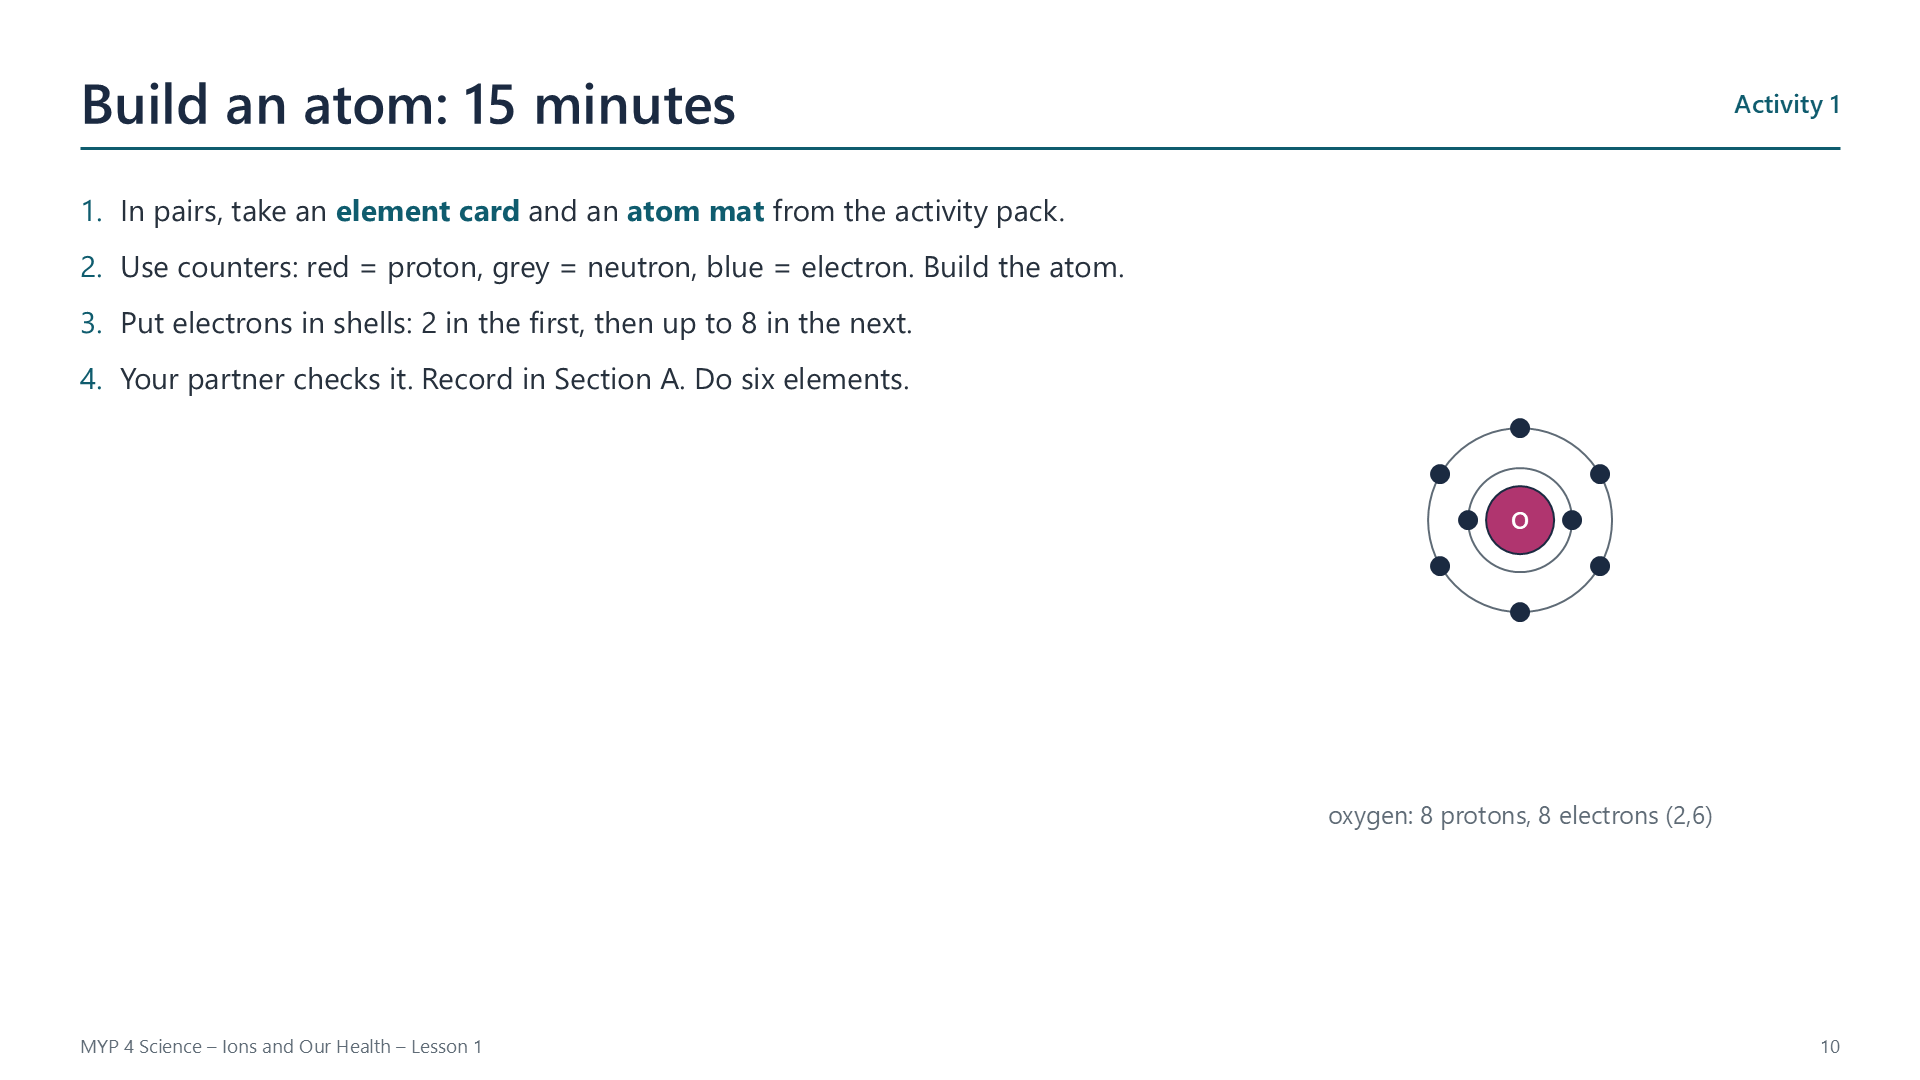 Build an atom: 15 minutes
Activity 1
1. In pairs, take an element card and an atom mat from the activity pack.
2. Use counters: red = proton, grey = neutron, blue = electron. Build the atom.
3. Put electrons in shells: 2 in the first, then up to 8 in the next.
4. Your partner checks it. Record in Section A. Do six elements.
O
oxygen: 8 protons, 8 electrons (2,6)
MYP 4 Science – Ions and Our Health – Lesson 1
10